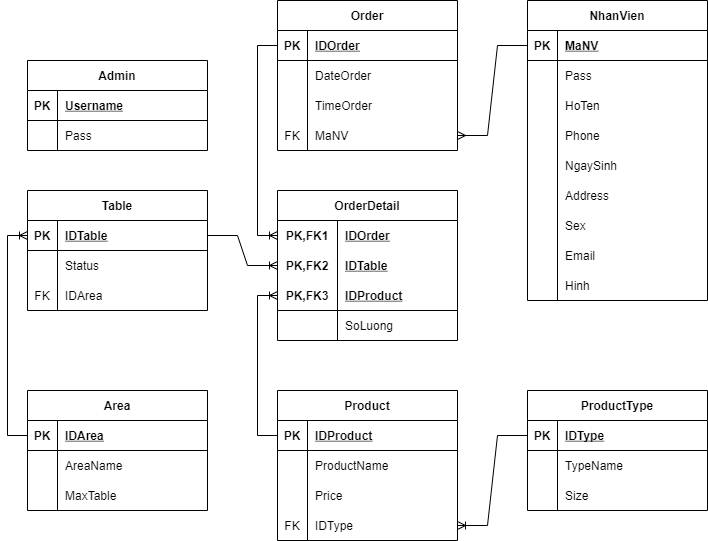 Order
PK IDOrder
DateOrder
TimeOrder
FK MaNV
NhanVien
PK MaNV
Pass
HoTen
Phone
NgaySinh
Address
Sex
Email
Hinh
Admin
PK Username
Pass
Table
PK IDTable
Status
FK IDArea
OrderDetail
PK,FK1 IDOrder
PK,FK2 IDTable
PK,FK3 IDProduct
SoLuong
Area
PK IDArea
AreaName
MaxTable
Product
PK IDProduct
ProductName
Price
FK IDType
ProductType
PK IDType
TypeName
Size